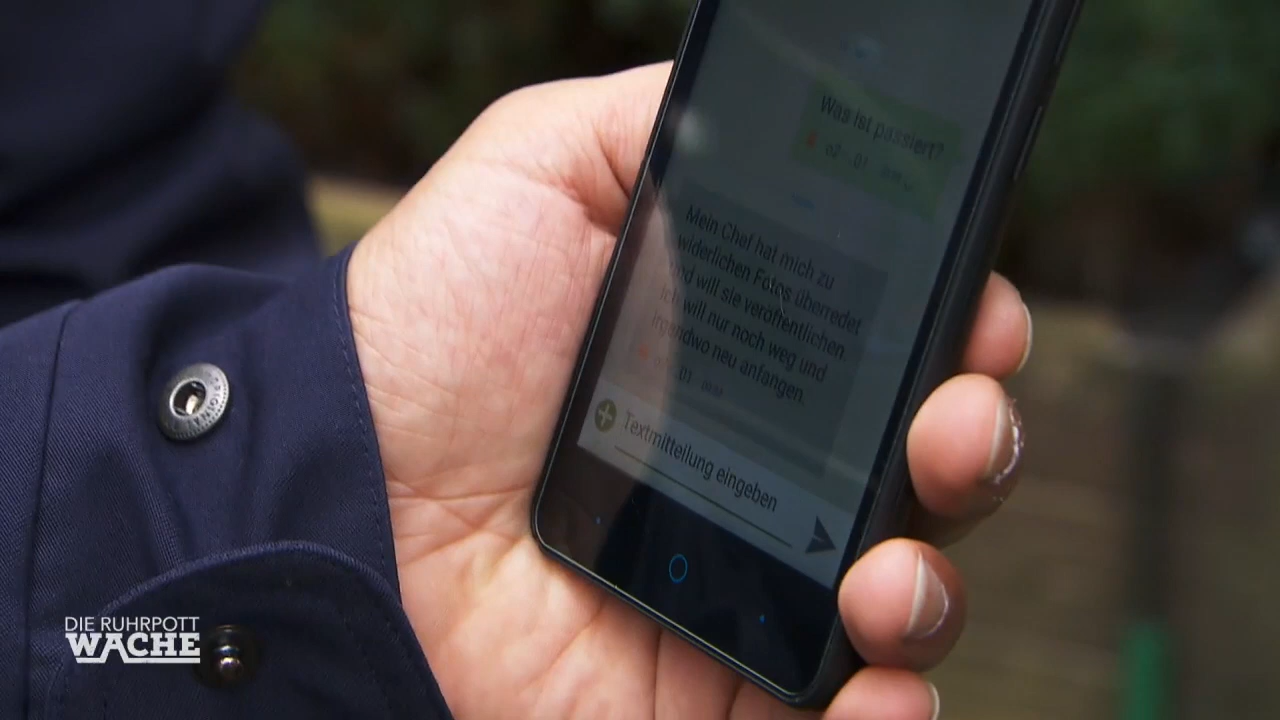 Was ist passiert?
Mein Chef hat mich zu
widerlichen Fotos überredet
und will sie veröffentlichen
Ich will nur noch weg und
irgendwo neu anfangen.
Textmitteilung eingeben
DIE RUHRPOTT
WACHE